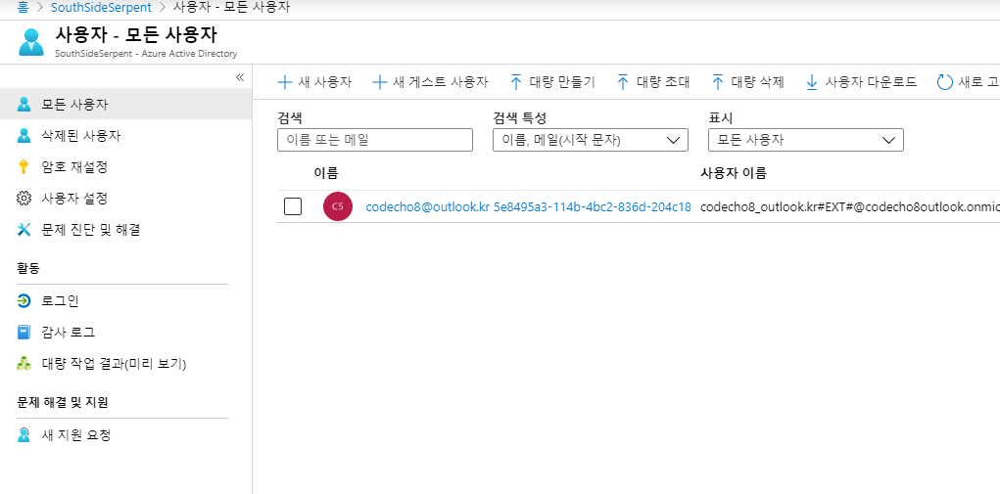 홈 > SouthSideSerpent > 사용자 - 모든 사용자
사용자 - 모든 사용자
SouthSideSerpent - Azure Active Directory
«
모든 사용자
삭제된 사용자
암호 재설정
사용자 설정
문제 진단 및 해결
활동
로그인
감사 로그
대량 작업 결과(미리 보기)
문제 해결 및 지원
새 지원 요청
새 사용자 새 게스트 사용자 대량 만들기 대량 초대 대량 삭제 사용자 다운로드 새로 고
검색 검색 특성 표시
이름 또는 메일 이름, 메일(시작 문자) 모든 사용자
이름 사용자 이름
C5 codecho8@outlook.kr 5e8495a3-114b-4bc2-836d-204c18 codecho8_outlook.kr#EXT#@codecho8outlook.onmic